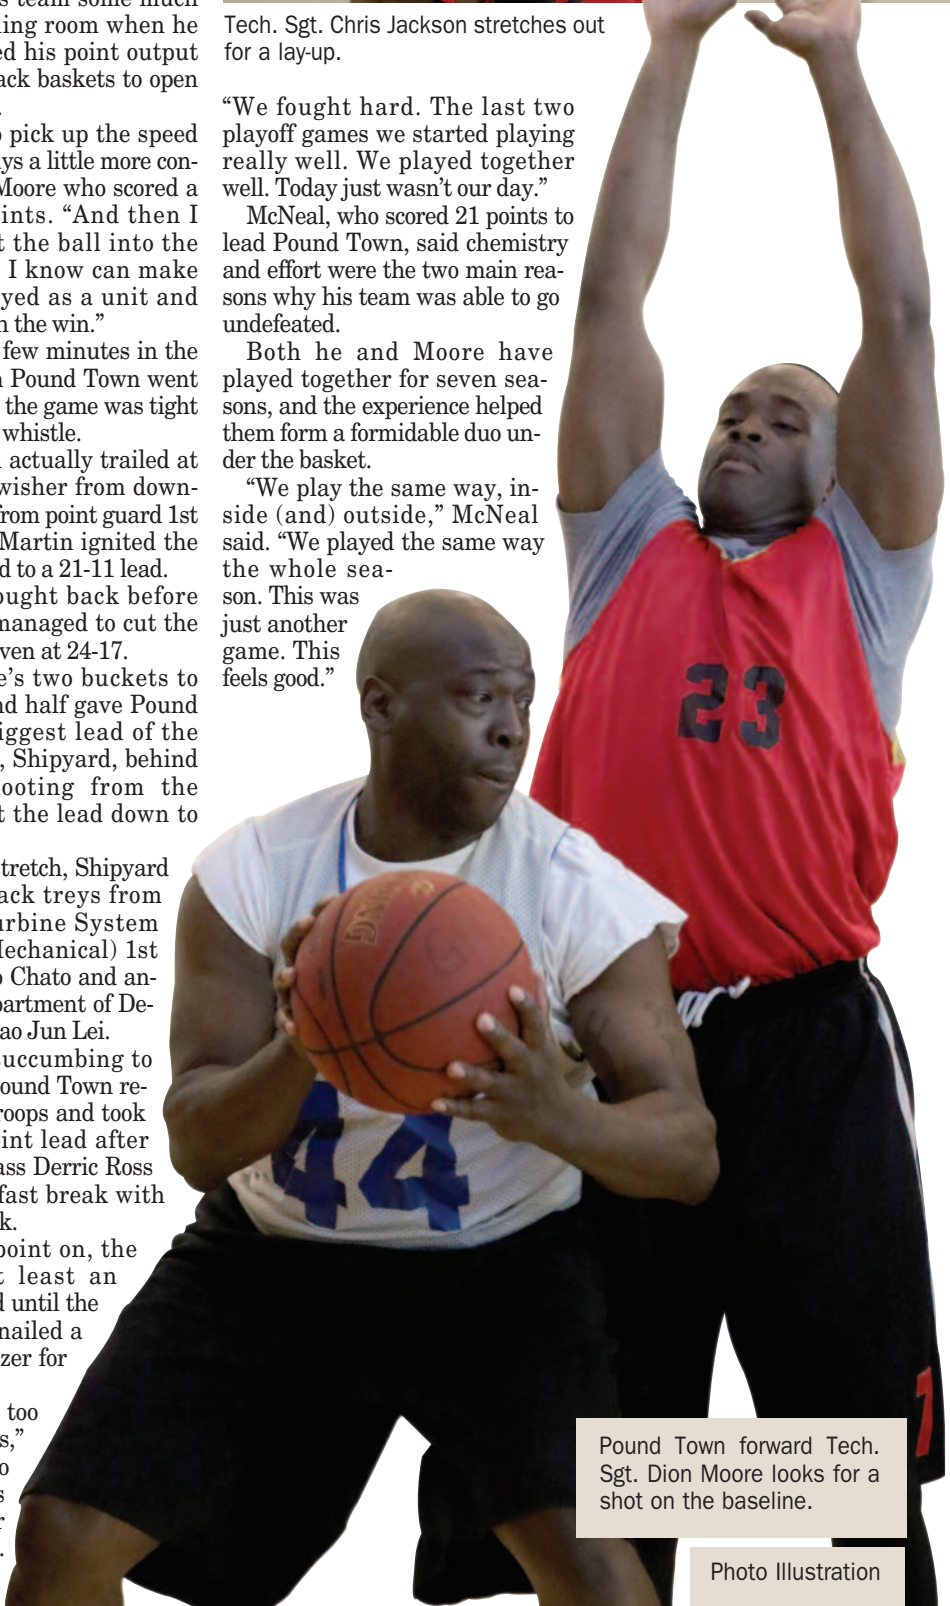 s team some much
ing room when he
ed his point output
ack baskets to open
.
o pick up the speed
ys a little more con-
Moore who scored a
ints. “And then I
t the ball into the
I know can make
yed as a unit and
n the win.”
few minutes in the
n Pound Town went
the game was tight
whistle.
l actually trailed at
wisher from down-
from point guard 1st
Martin ignited the
d to a 21-11 lead.
ought back before
managed to cut the
ven at 24-17.
e’s two buckets to
nd half gave Pound
iggest lead of the
, Shipyard, behind
ooting from the
t the lead down to
tretch, Shipyard
ack treys from
urbine System
Mechanical) 1st
o Chato and an-
partment of De-
ao Jun Lei.
succumbing to
ound Town re-
roops and took
oint lead after
ass Derric Ross
fast break with
k.
point on, the
t least an
d until the
nailed a
zer for
too
s,”
o
s
r
.
Tech. Sgt. Chris Jackson stretches out
for a lay-up.
“We fought hard. The last two
playoff games we started playing
really well. We played together
well. Today just wasn’t our day.”
McNeal, who scored 21 points to
lead Pound Town, said chemistry
and effort were the two main rea-
sons why his team was able to go
undefeated.
Both he and Moore have
played together for seven sea-
sons, and the experience helped
them form a formidable duo un-
der the basket.
“We play the same way, in-
side (and) outside,” McNeal
said. “We played the same way
the whole sea-
son. This was
just another
game. This
feels good.”
23
44
7
Pound Town forward Tech.
Sgt. Dion Moore looks for a
shot on the baseline.
Photo Illustration